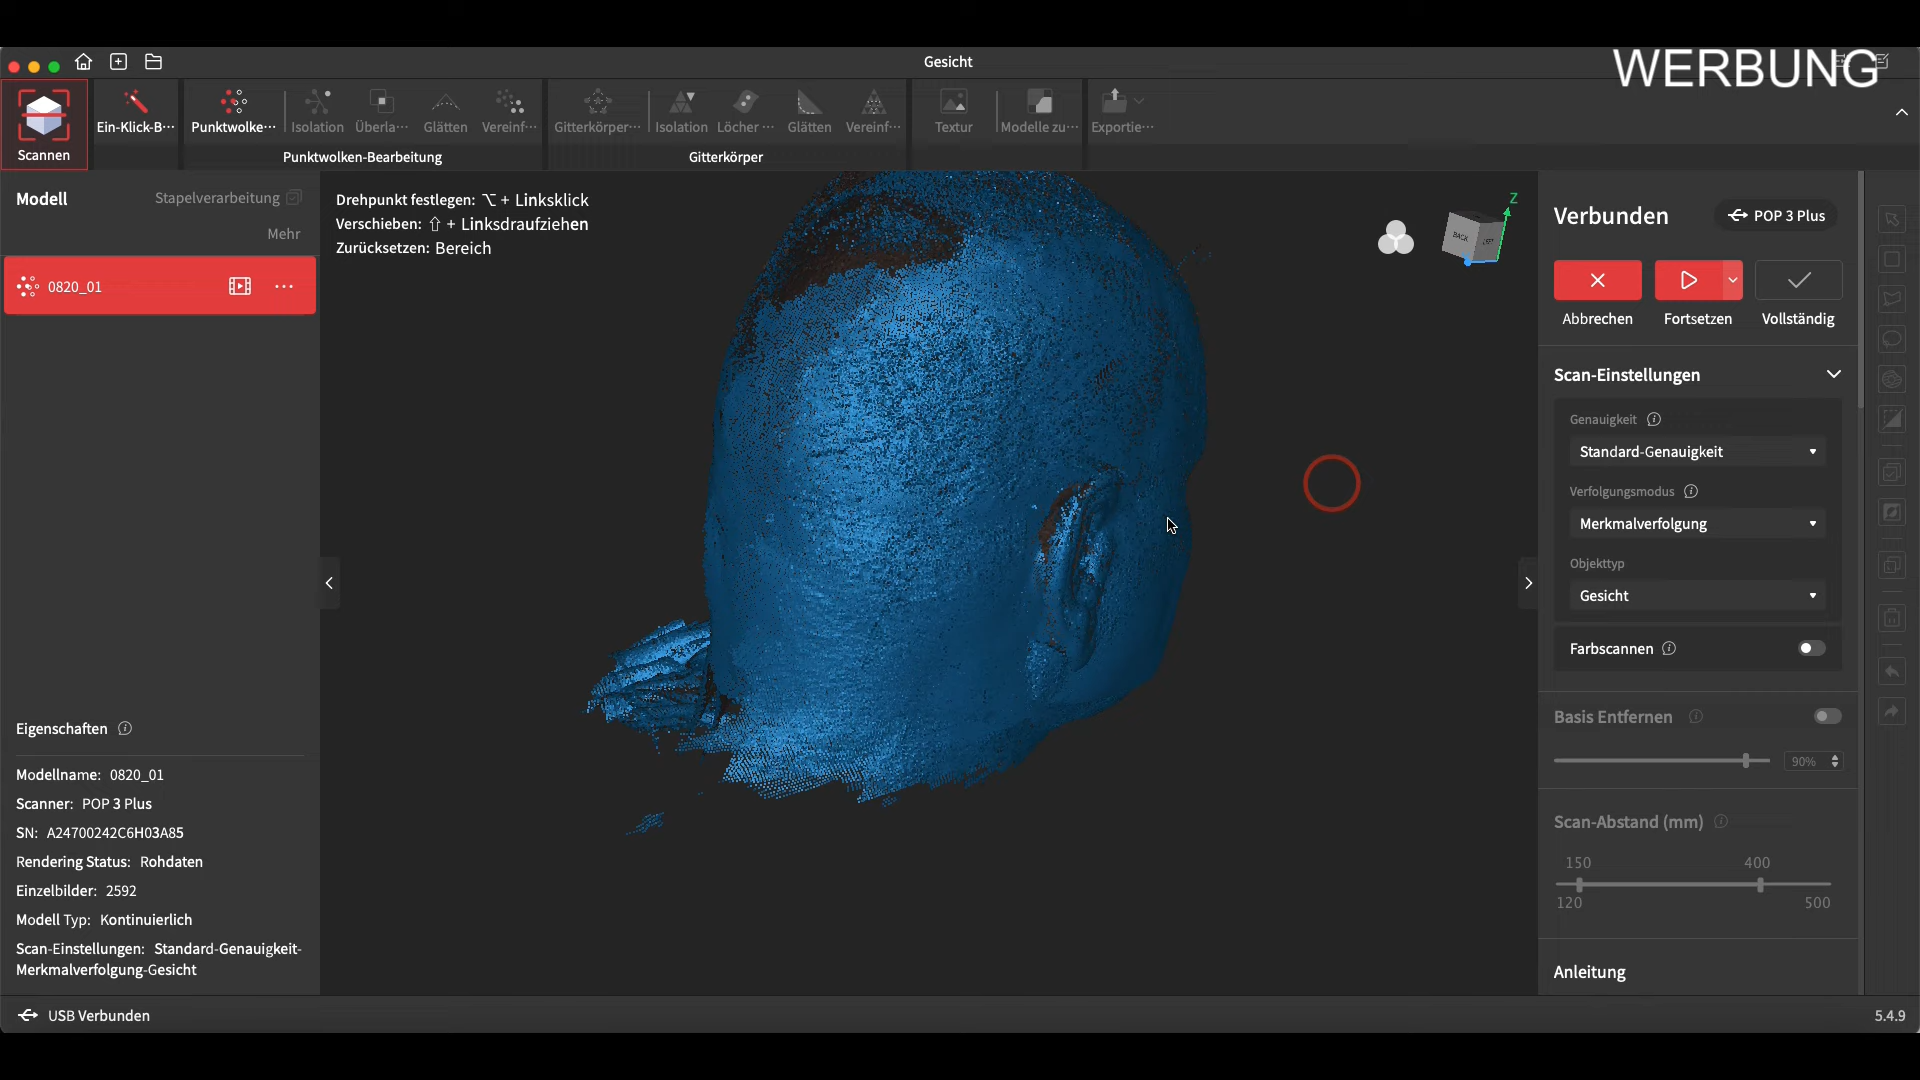 Gesicht
WERBUNG
Scannen
Ein-Klick-B···
Punktwolke···
Isolation
Überla···
Glätten
Vereinf···
Punktwolken-Bearbeitung
Gitterkörper···
Isolation
Löcher ···
Glätten
Vereinf···
Gitterkörper
Textur
Modelle zu···
Exportie···
Modell
Stapelverarbeitung
Mehr
0820_01
Eigenschaften
Modellname: 0820_01
Scanner: POP 3 Plus
SN: A24700242C6H03A85
Rendering Status: Rohdaten
Einzelbilder: 2592
Modell Typ: Kontinuierlich
Scan-Einstellungen: Standard-Genauigkeit-
Merkmalverfolgung-Gesicht
Drehpunkt festlegen: ⌥ + Linksklick
Verschieben: ⇧ + Linksdraufziehen
Zurücksetzen: Bereich
Z
BACK
LEFT
Verbunden
POP 3 Plus
Abbrechen
Fortsetzen
Vollständig
Scan-Einstellungen
Genauigkeit
Standard-Genauigkeit
Verfolgungsmodus
Merkmalverfolgung
Objekttyp
Gesicht
Farbscannen
Basis Entfernen
90%
Scan-Abstand (mm)
150 400
120 500
Anleitung
USB Verbunden
5.4.9